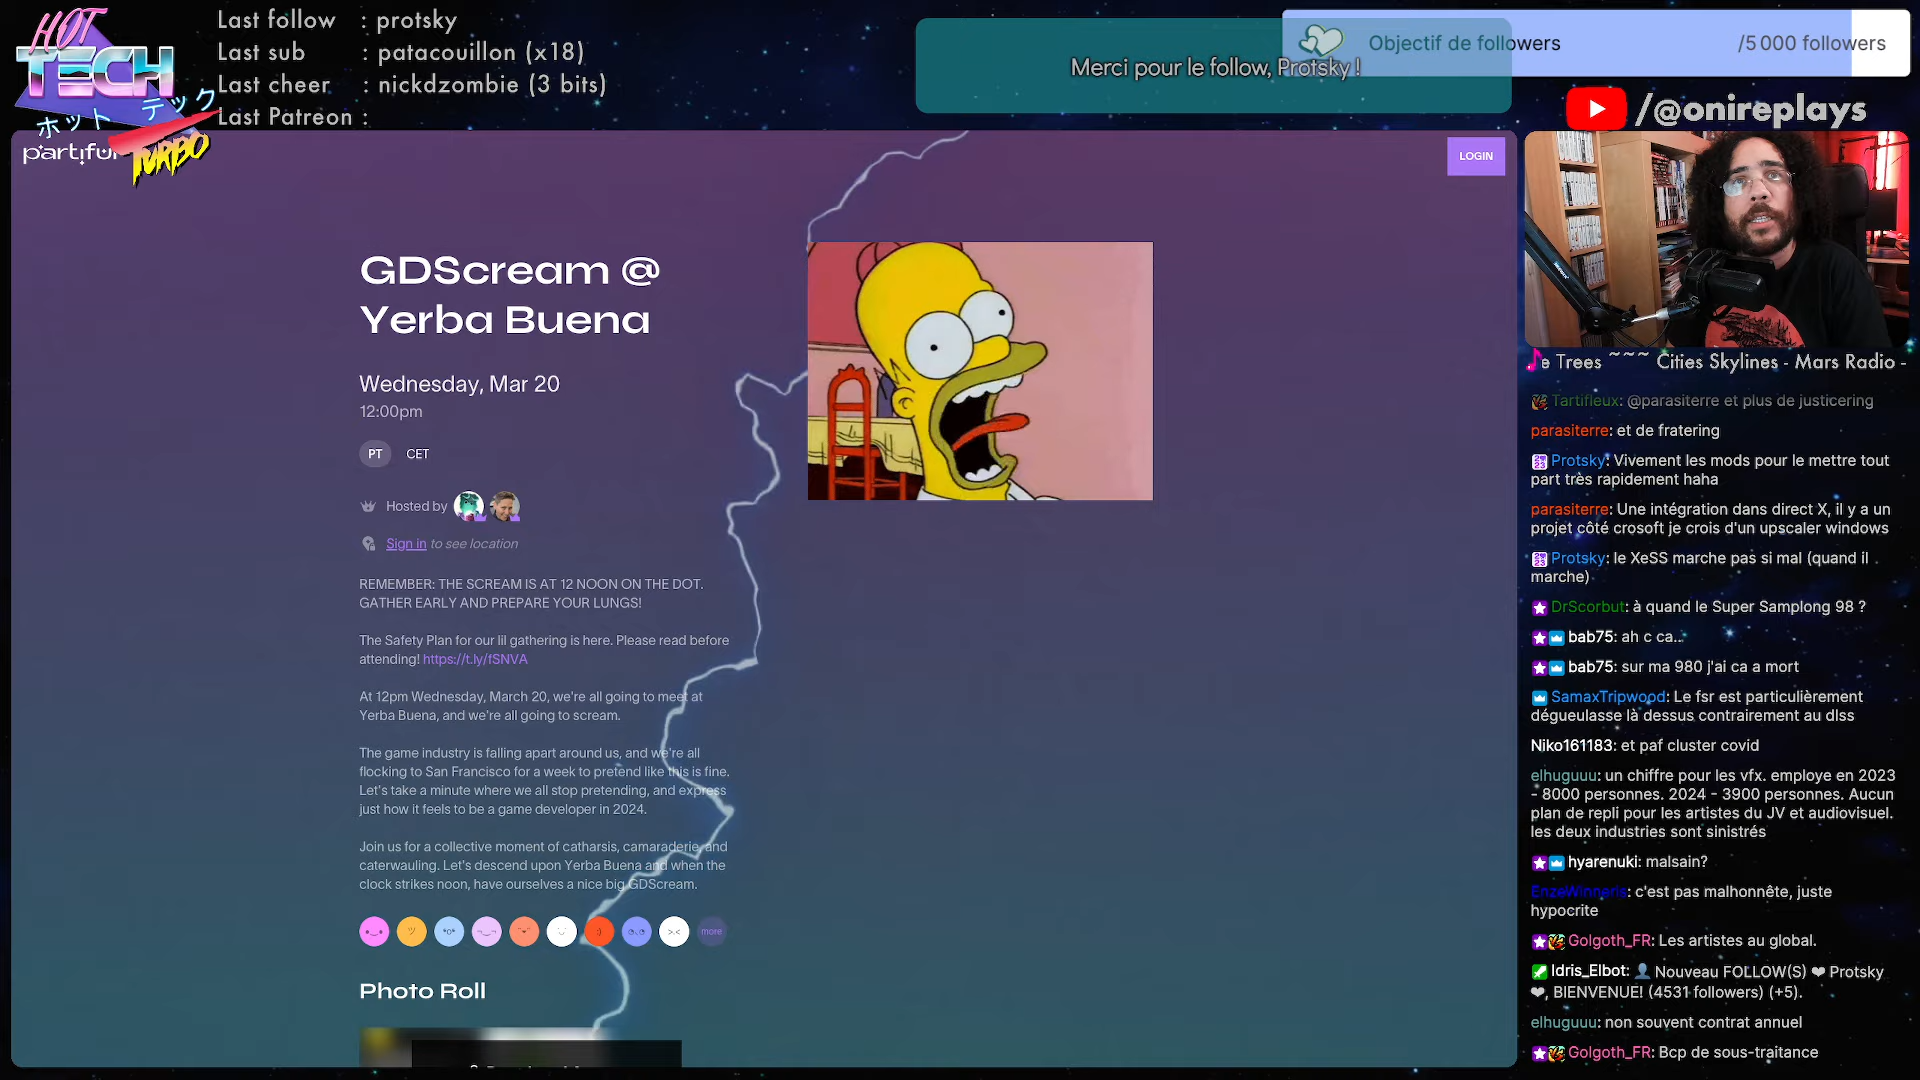 HOT
TECH
ホット テック
TURBO
Last follow : protsky
Last sub : patacouillon (x18)
Last cheer : nickdzombie (3 bits)
Last Patreon :
Merci pour le follow, Protsky !
Objectif de followers
/5 000 followers
/@onireplays
partiful
LOGIN
GDScream @
Yerba Buena
Wednesday, Mar 20
12:00pm
PT CET
Hosted by
Sign in to see location
REMEMBER: THE SCREAM IS AT 12 NOON ON THE DOT.
GATHER EARLY AND PREPARE YOUR LUNGS!
The Safety Plan for our lil gathering is here. Please read before
attending! https://t.ly/fSNVA
At 12pm Wednesday, March 20, we're all going to meet at
Yerba Buena, and we're all going to scream.
The game industry is falling apart around us, and we're all
flocking to San Francisco for a week to pretend like this is fine.
Let's take a minute where we all stop pretending, and express
just how it feels to be a game developer in 2024.
Join us for a collective moment of catharsis, camaraderie, and
caterwauling. Let's descend upon Yerba Buena and when the
clock strikes noon, have ourselves a nice big GDScream.
more
Photo Roll
e Trees ~~~ Cities Skylines - Mars Radio -
Tartifleux: @parasiterre et plus de justicering
parasiterre: et de fratering
Protsky: Vivement les mods pour le mettre tout
part très rapidement haha
parasiterre: Une intégration dans direct X, il y a un
projet côté crosoft je crois d'un upscaler windows
Protsky: le XeSS marche pas si mal (quand il
marche)
DrScorbut: à quand le Super Samplong 98 ?
bab75: ah c ca..
bab75: sur ma 980 j'ai ca a mort
SamaxTripwood: Le fsr est particulièrement
dégueulasse là dessus contrairement au dlss
Niko161183: et paf cluster covid
elhuguuu: un chiffre pour les vfx. employe en 2023
- 8000 personnes. 2024 - 3900 personnes. Aucun
plan de repli pour les artistes du JV et audiovisuel.
les deux industries sont sinistrés
hyarenuki: malsain?
EnzeWinneris: c'est pas malhonnête, juste
hypocrite
Golgoth_FR: Les artistes au global.
Idris_Elbot: 👤 Nouveau FOLLOW(S) ❤ Protsky
❤, BIENVENUE! (4531 followers) (+5).
elhuguuu: non souvent contrat annuel
Golgoth_FR: Bcp de sous-traitance